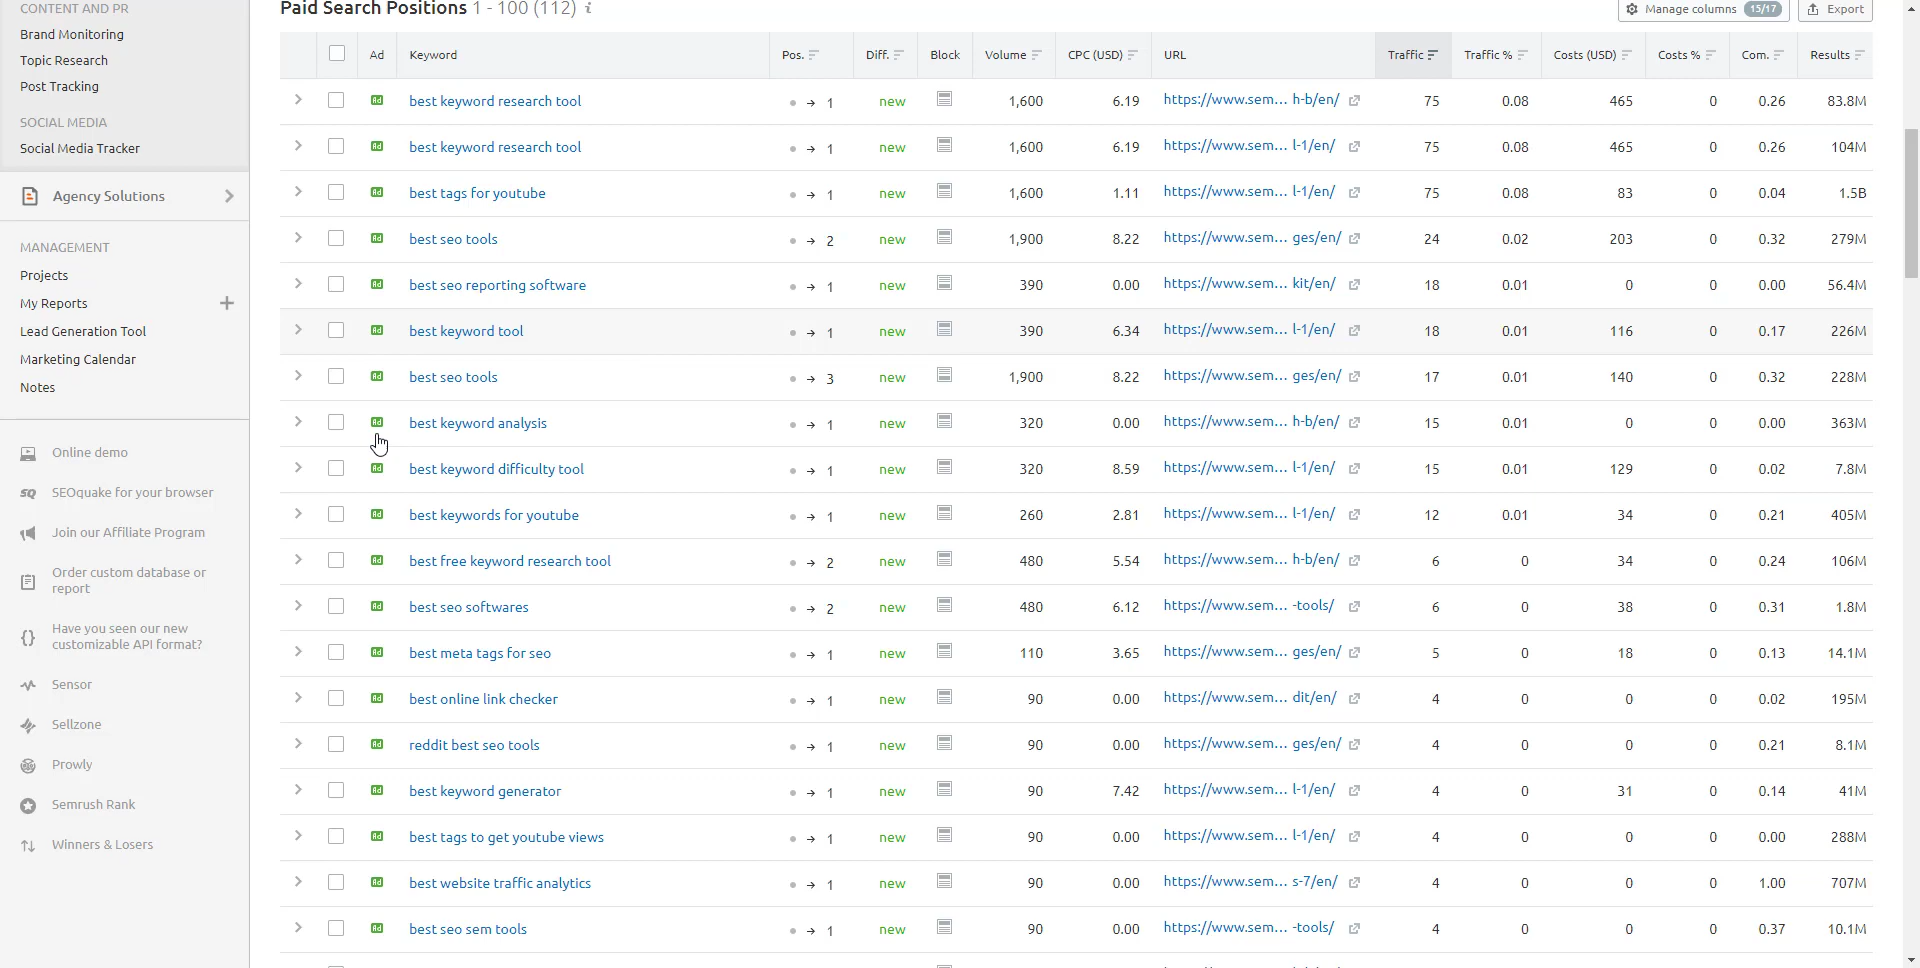 CONTENT AND PR
Brand Monitoring
Topic Research
Post Tracking
SOCIAL MEDIA
Social Media Tracker
Agency Solutions
MANAGEMENT
Projects
My Reports
Lead Generation Tool
Marketing Calendar
Notes
Online demo
SQ SEOquake for your browser
Join our Affiliate Program
Order custom database or
report
Have you seen our new
customizable API format?
Sensor
Sellzone
Prowly
Semrush Rank
Winners & Losers
Paid Search Positions 1 - 100 (112) i
Manage columns 15/17 Export
Ad Keyword Pos. Diff. Block Volume CPC (USD) URL Traffic Traffic % Costs (USD) Costs % Com. Results
Ad best keyword research tool 1 new 1,600 6.19 https://www.sem... h-b/en/ 75 0.08 465 0 0.26 83.8M
Ad best keyword research tool 1 new 1,600 6.19 https://www.sem... l-1/en/ 75 0.08 465 0 0.26 104M
Ad best tags for youtube 1 new 1,600 1.11 https://www.sem... l-1/en/ 75 0.08 83 0 0.04 1.5B
Ad best seo tools 2 new 1,900 8.22 https://www.sem... ges/en/ 24 0.02 203 0 0.32 279M
Ad best seo reporting software 1 new 390 0.00 https://www.sem... kit/en/ 18 0.01 0 0 0.00 56.4M
Ad best keyword tool 1 new 390 6.34 https://www.sem... l-1/en/ 18 0.01 116 0 0.17 226M
Ad best seo tools 3 new 1,900 8.22 https://www.sem... ges/en/ 17 0.01 140 0 0.32 228M
Ad best keyword analysis 1 new 320 0.00 https://www.sem... h-b/en/ 15 0.01 0 0 0.00 363M
Ad best keyword difficulty tool 1 new 320 8.59 https://www.sem... l-1/en/ 15 0.01 129 0 0.02 7.8M
Ad best keywords for youtube 1 new 260 2.81 https://www.sem... l-1/en/ 12 0.01 34 0 0.21 405M
Ad best free keyword research tool 2 new 480 5.54 https://www.sem... h-b/en/ 6 0 34 0 0.24 106M
Ad best seo softwares 2 new 480 6.12 https://www.sem... -tools/ 6 0 38 0 0.31 1.8M
Ad best meta tags for seo 1 new 110 3.65 https://www.sem... ges/en/ 5 0 18 0 0.13 14.1M
Ad best online link checker 1 new 90 0.00 https://www.sem... dit/en/ 4 0 0 0 0.02 195M
Ad reddit best seo tools 1 new 90 0.00 https://www.sem... ges/en/ 4 0 0 0 0.21 8.1M
Ad best keyword generator 1 new 90 7.42 https://www.sem... l-1/en/ 4 0 31 0 0.14 41M
Ad best tags to get youtube views 1 new 90 0.00 https://www.sem... l-1/en/ 4 0 0 0 0.00 288M
Ad best website traffic analytics 1 new 90 0.00 https://www.sem... s-7/en/ 4 0 0 0 1.00 707M
Ad best seo sem tools 1 new 90 0.00 https://www.sem... -tools/ 4 0 0 0 0.37 10.1M